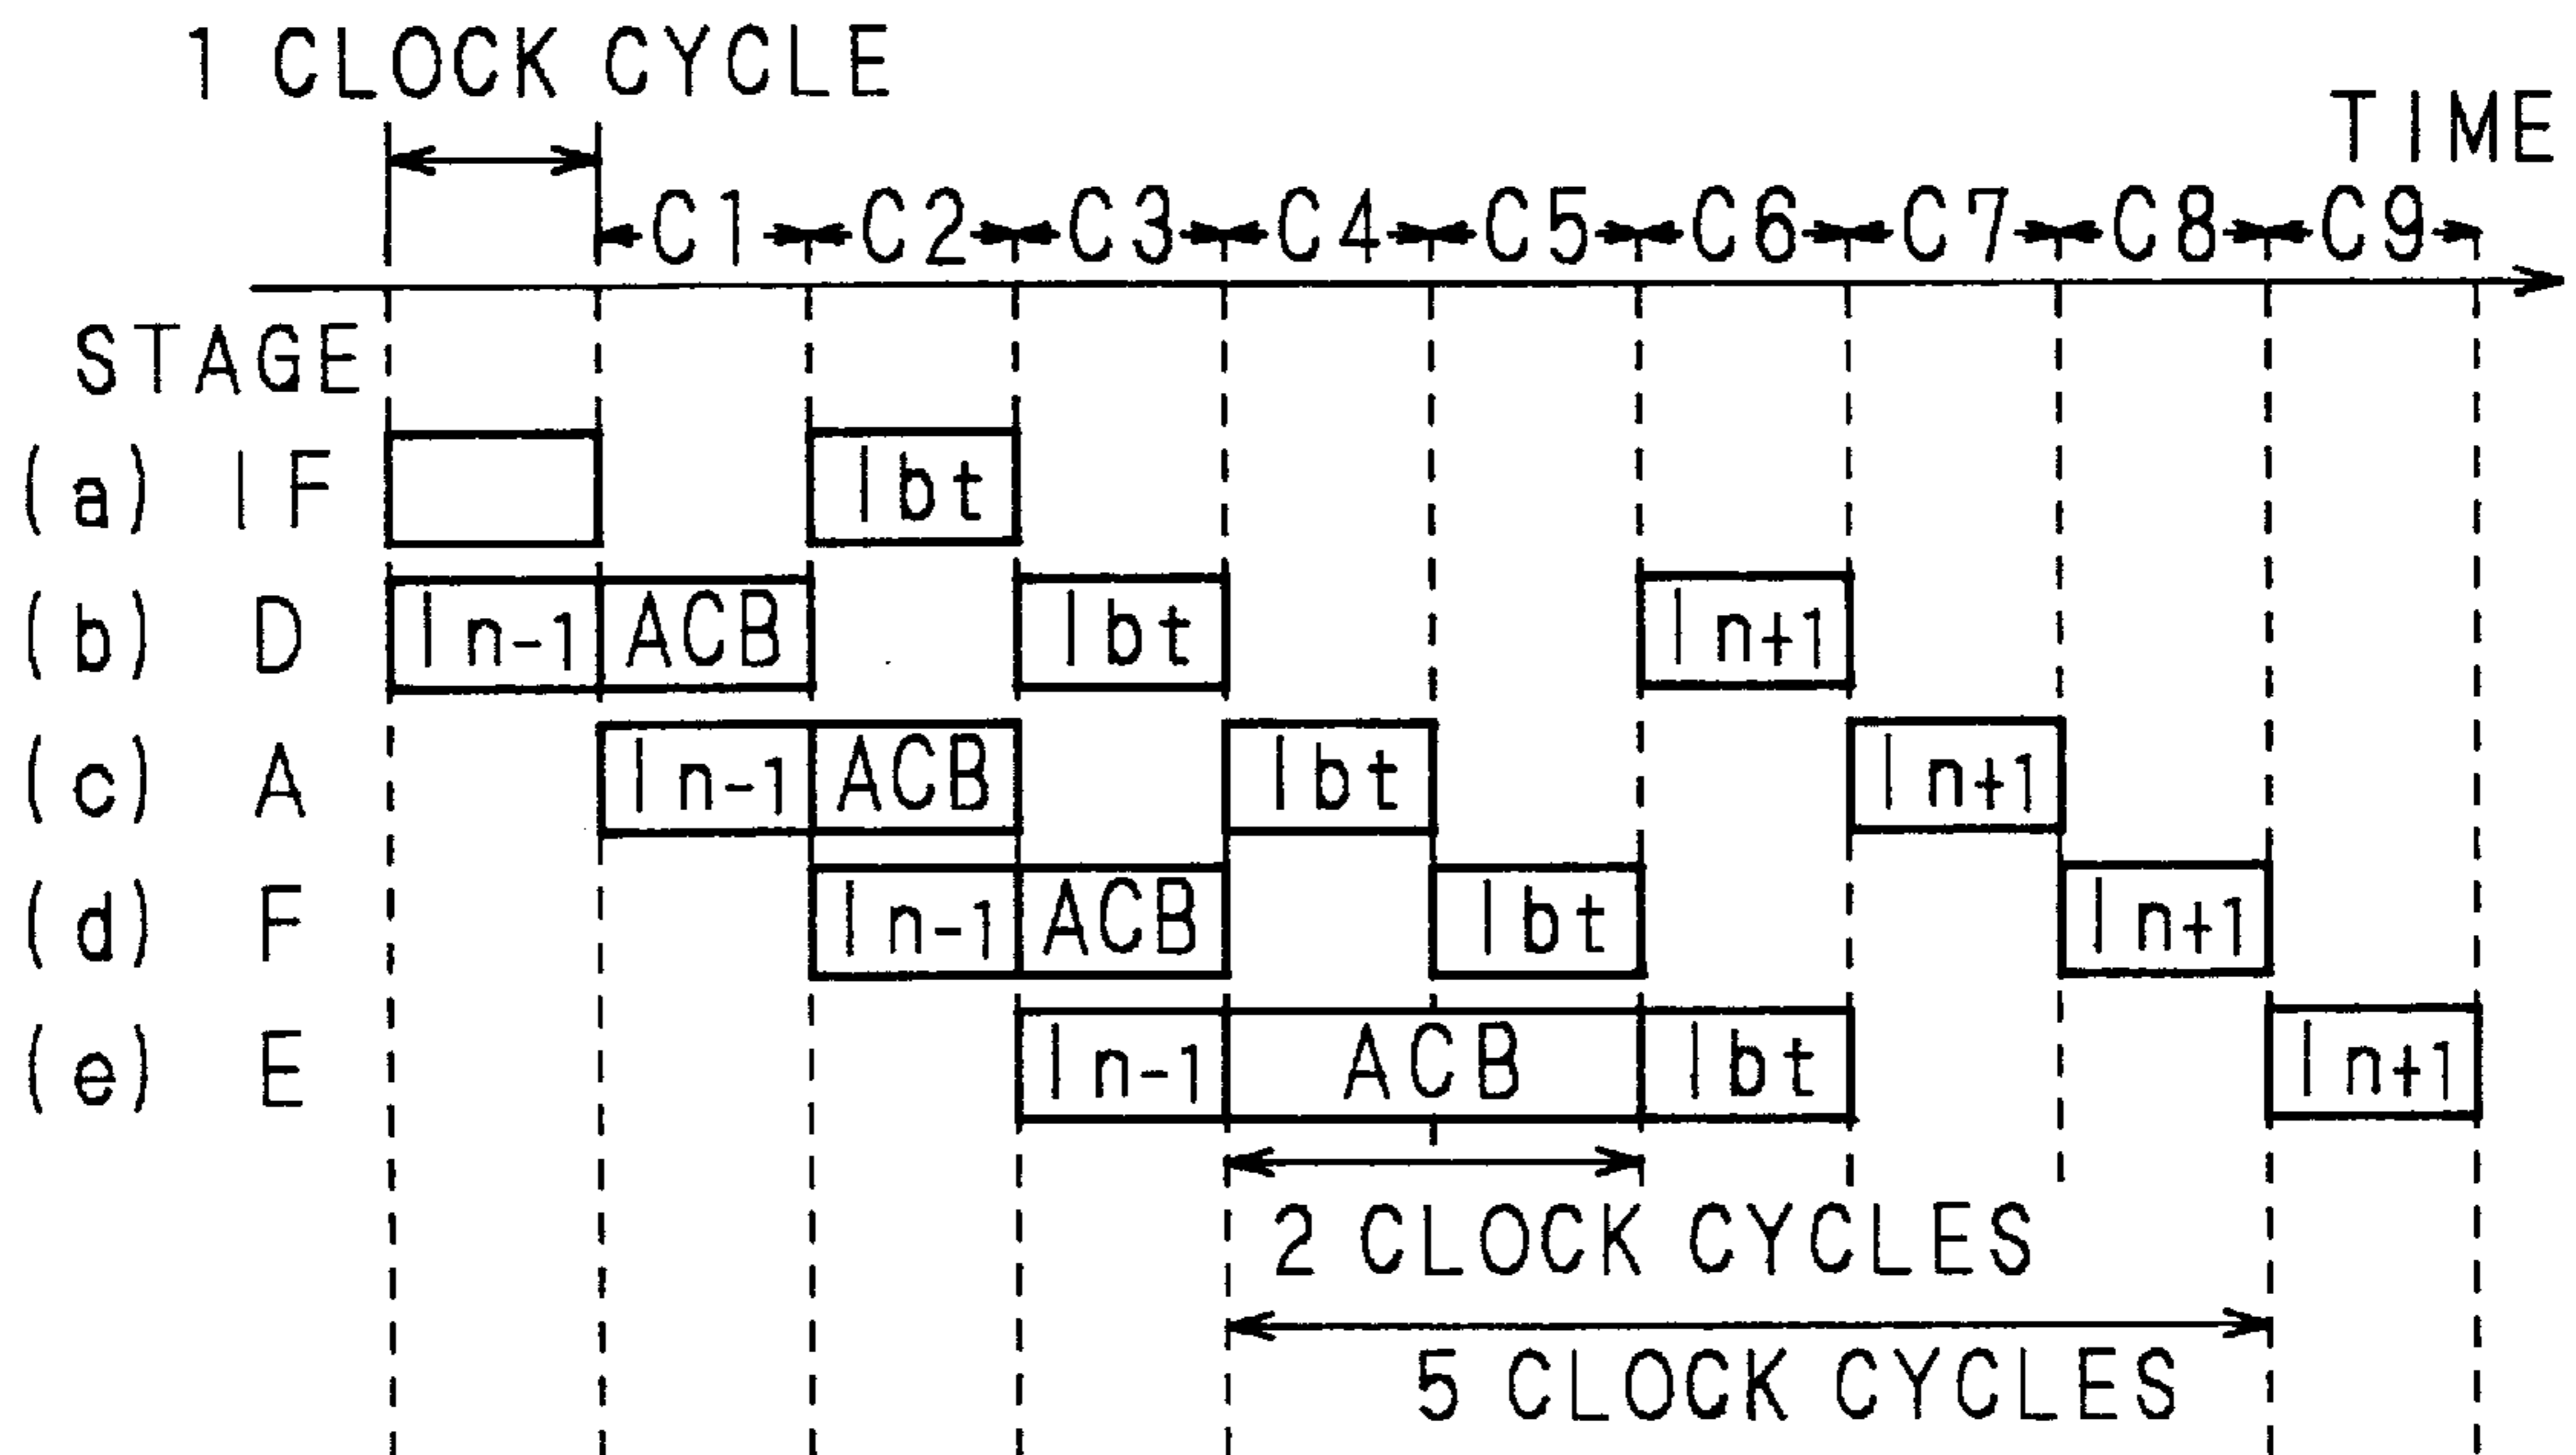 1 CLOCK CYCLE
TIME
C1 C2 C3 C4 C5 C6 C7 C8 C9
STAGE
(a) IF Ibt
(b) D In-1 ACB Ibt In+1
(c) A In-1 ACB Ibt In+1
(d) F In-1 ACB Ibt In+1
(e) E In-1 ACB Ibt In+1
2 CLOCK CYCLES
5 CLOCK CYCLES